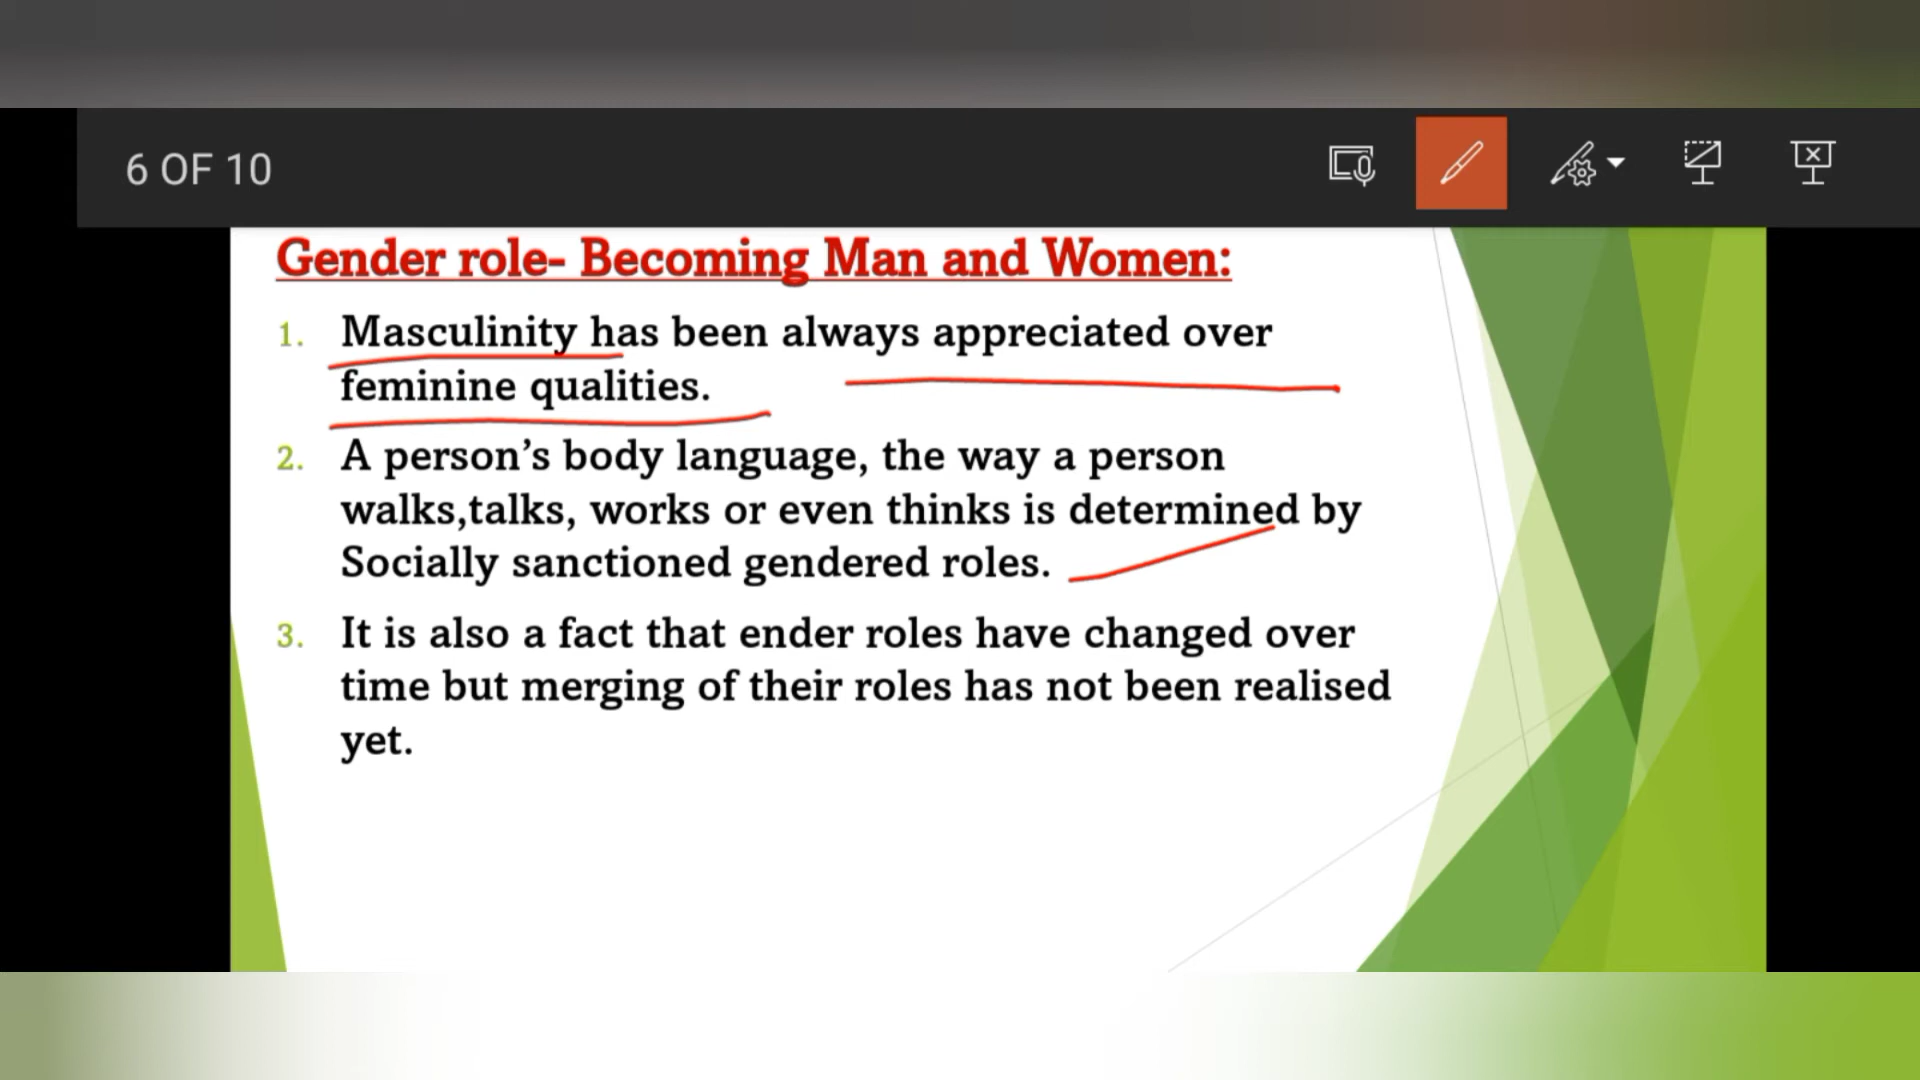 6 OF 10
Gender role- Becoming Man and Women:
1. Masculinity has been always appreciated over
feminine qualities.
2. A person’s body language, the way a person
walks,talks, works or even thinks is determined by
Socially sanctioned gendered roles.
3. It is also a fact that ender roles have changed over
time but merging of their roles has not been realised
yet.